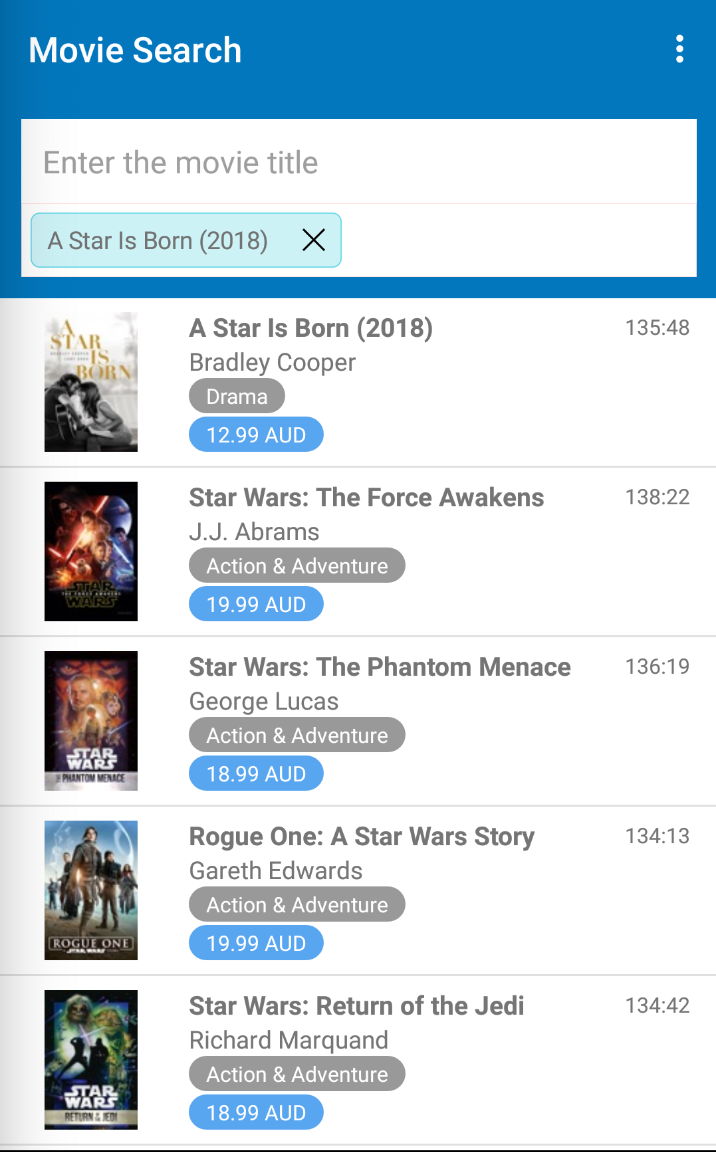 Movie Search
Enter the movie title
A Star Is Born (2018)
A
STAR
IS
BORN
A Star Is Born (2018)
135:48
Bradley Cooper
Drama
12.99 AUD
STAR
THE FORCE AWAKENS
WARS
Star Wars: The Force Awakens
138:22
J.J. Abrams
Action & Adventure
19.99 AUD
STAR
WARS
THE PHANTOM MENACE
Star Wars: The Phantom Menace
136:19
George Lucas
Action & Adventure
18.99 AUD
ROGUE ONE
Rogue One: A Star Wars Story
134:13
Gareth Edwards
Action & Adventure
19.99 AUD
STAR
WARS
RETURN OF THE JEDI
Star Wars: Return of the Jedi
134:42
Richard Marquand
Action & Adventure
18.99 AUD